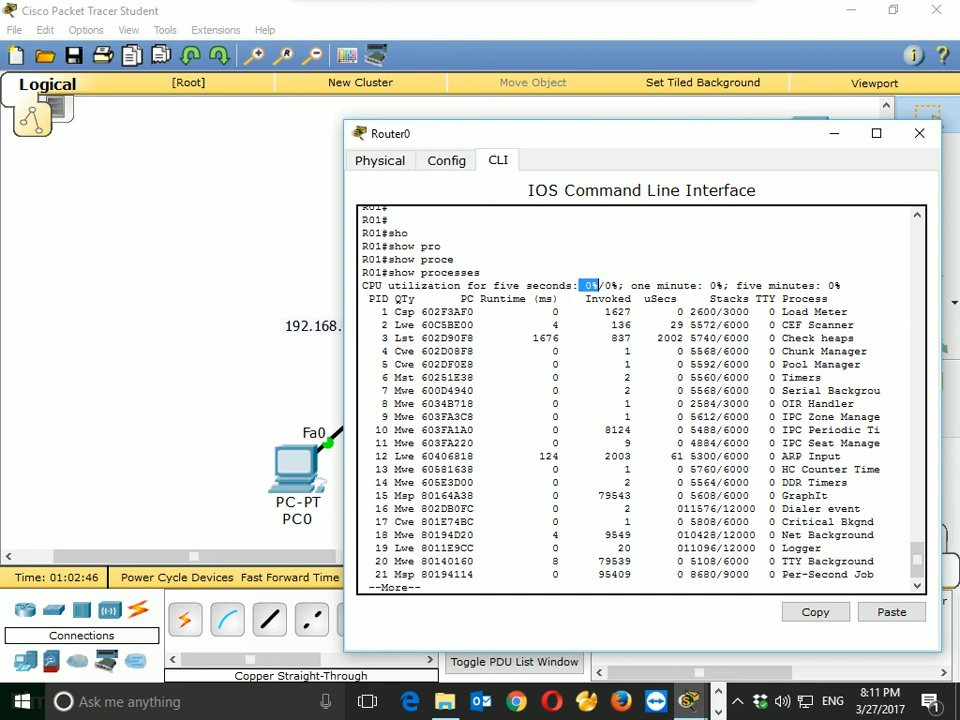 Cisco Packet Tracer Student
File Edit Options View Tools Extensions Help
Logical [Root] New Cluster Move Object Set Tiled Background Viewport
Router0
Physical Config CLI
IOS Command Line Interface
R01#
R01#
R01#sho
R01#show pro
R01#show proce
R01#show processes
CPU utilization for five seconds: 0%/0%; one minute: 0%; five minutes: 0%
PID QTy PC Runtime (ms) Invoked uSecs Stacks TTY Process
1 Csp 602F3AF0 0 1627 0 2600/3000 0 Load Meter
2 Lwe 60C5BE00 4 136 29 5572/6000 0 CEF Scanner
3 Lst 602D90F8 1676 837 2002 5740/6000 0 Check heaps
4 Cwe 602D08F8 0 1 0 5568/6000 0 Chunk Manager
5 Cwe 602DF0E8 0 1 0 5592/6000 0 Pool Manager
6 Mst 60251E38 0 2 0 5560/6000 0 Timers
7 Mwe 600D4940 0 2 0 5568/6000 0 Serial Backgrou
8 Mwe 6034B718 0 1 0 2584/3000 0 OIR Handler
9 Mwe 603FA3C8 0 1 0 5612/6000 0 IPC Zone Manage
10 Mwe 603FA1A0 0 8124 0 5488/6000 0 IPC Periodic Ti
11 Mwe 603FA220 0 9 0 4884/6000 0 IPC Seat Manage
12 Lwe 60406818 124 2003 61 5300/6000 0 ARP Input
13 Mwe 60581638 0 1 0 5760/6000 0 HC Counter Time
14 Mwe 605E3D00 0 2 0 5564/6000 0 DDR Timers
15 Msp 80164A38 0 79543 0 5608/6000 0 GraphIt
16 Mwe 802DB0FC 0 2 011576/12000 0 Dialer event
17 Cwe 801E74BC 0 1 0 5808/6000 0 Critical Bkgnd
18 Mwe 80194D20 4 9549 010428/12000 0 Net Background
19 Lwe 8011E9CC 0 20 011096/12000 0 Logger
20 Mwe 80140160 8 79539 0 5108/6000 0 TTY Background
21 Msp 80194114 0 95409 0 8680/9000 0 Per-Second Job
--More--
Copy Paste
192.168.
Fa0
PC-PT
PC0
Time: 01:02:46 Power Cycle Devices Fast Forward Time
Connections
Copper Straight-Through
Toggle PDU List Window
Ask me anything
ENG
8:11 PM
3/27/2017
1